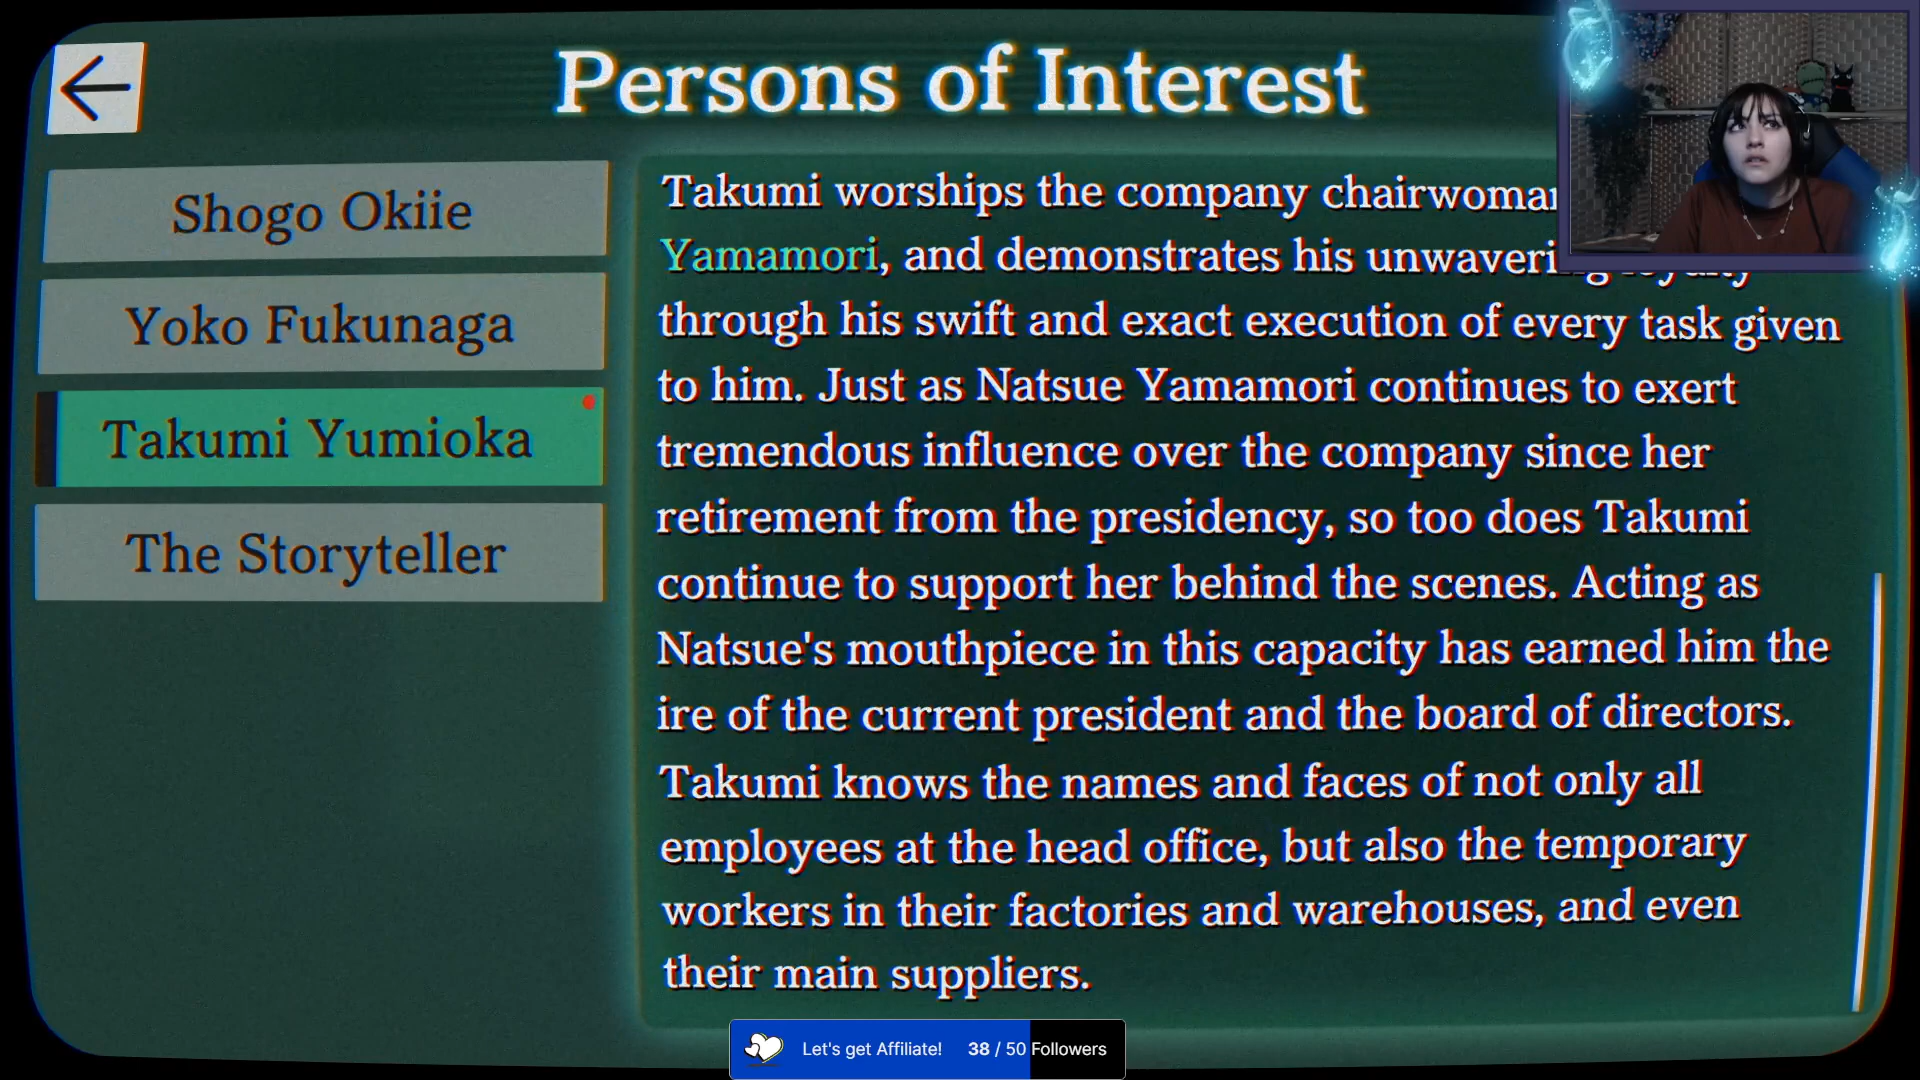 Persons of Interest
Shogo Okiie
Yoko Fukunaga
Takumi Yumioka
The Storyteller
Takumi worships the company
Yamamori, and demonstrates his
through his swift and exact execution of every task given
to him. Just as Natsue Yamamori continues to exert
tremendous influence over the company since her
retirement from the presidency, so too does Takumi
continue to support her behind the scenes. Acting as
Natsue's mouthpiece in this capacity has earned him the
ire of the current president and the board of directors.
Takumi knows the names and faces of not only all
employees at the head office, but also the temporary
workers in their factories and warehouses, and even
their main suppliers.
Let's get Affiliate! 38 / 50 Followers